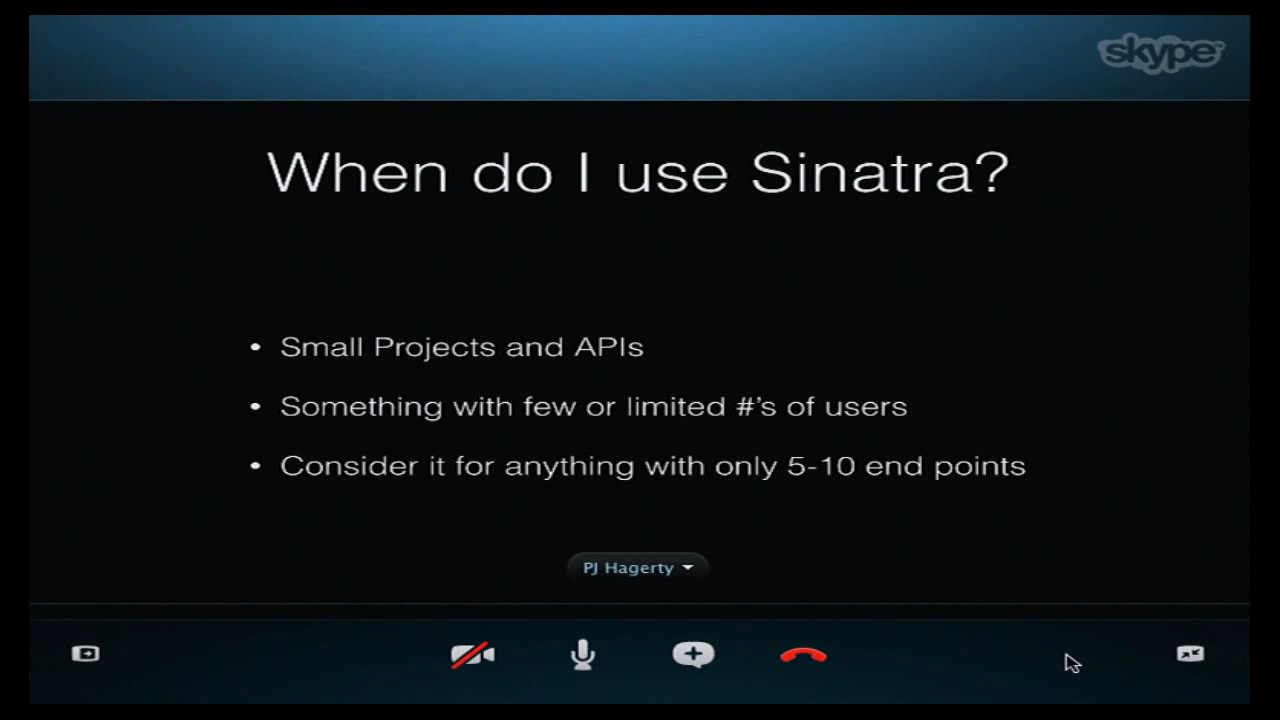 skype
When do I use Sinatra?
• Small Projects and APIs
• Something with few or limited #'s of users
• Consider it for anything with only 5-10 end points
PJ Hagerty